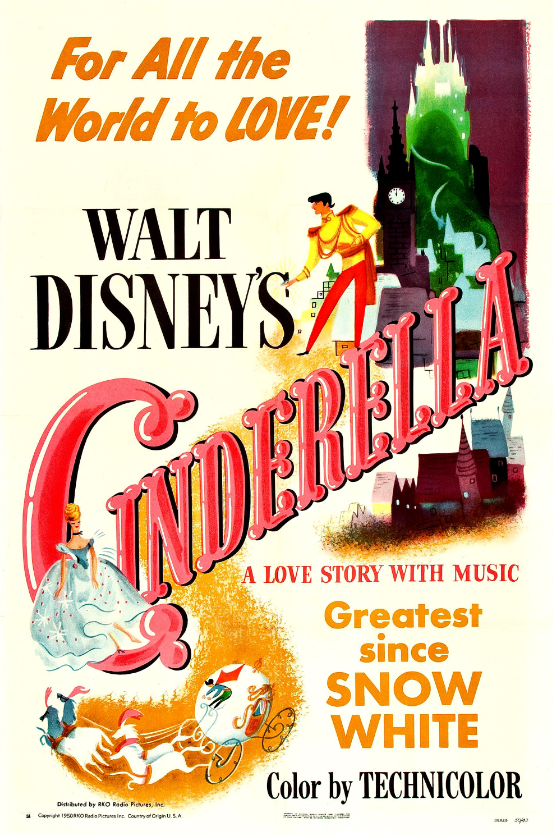 For All the
World to LOVE!
WALT
DISNEY'S
CINDERELLA
A LOVE STORY WITH MUSIC
Greatest
since
SNOW
WHITE
Color by TECHNICOLOR
Distributed by RKO Radio Pictures, Inc.
Copyright 1950 RKO Radio Pictures Inc. Country of Origin U. S. A.